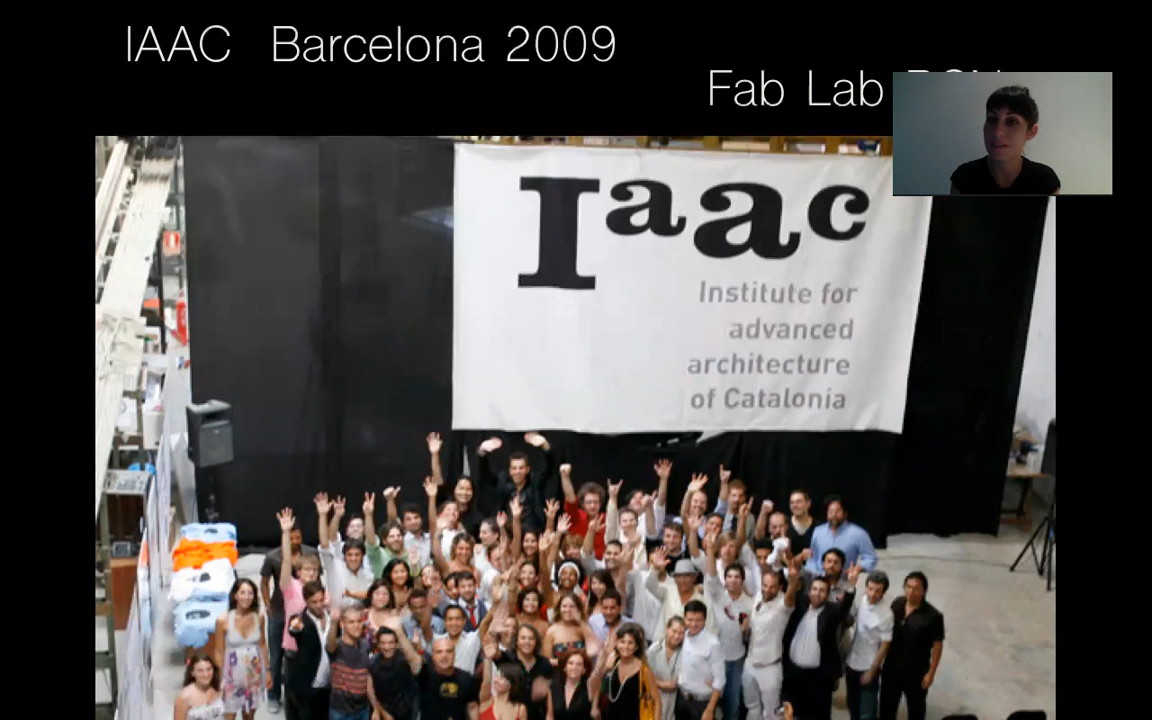 IAAC Barcelona 2009
Fab Lab
Iaac
Institute for
advanced
architecture
of Catalonia